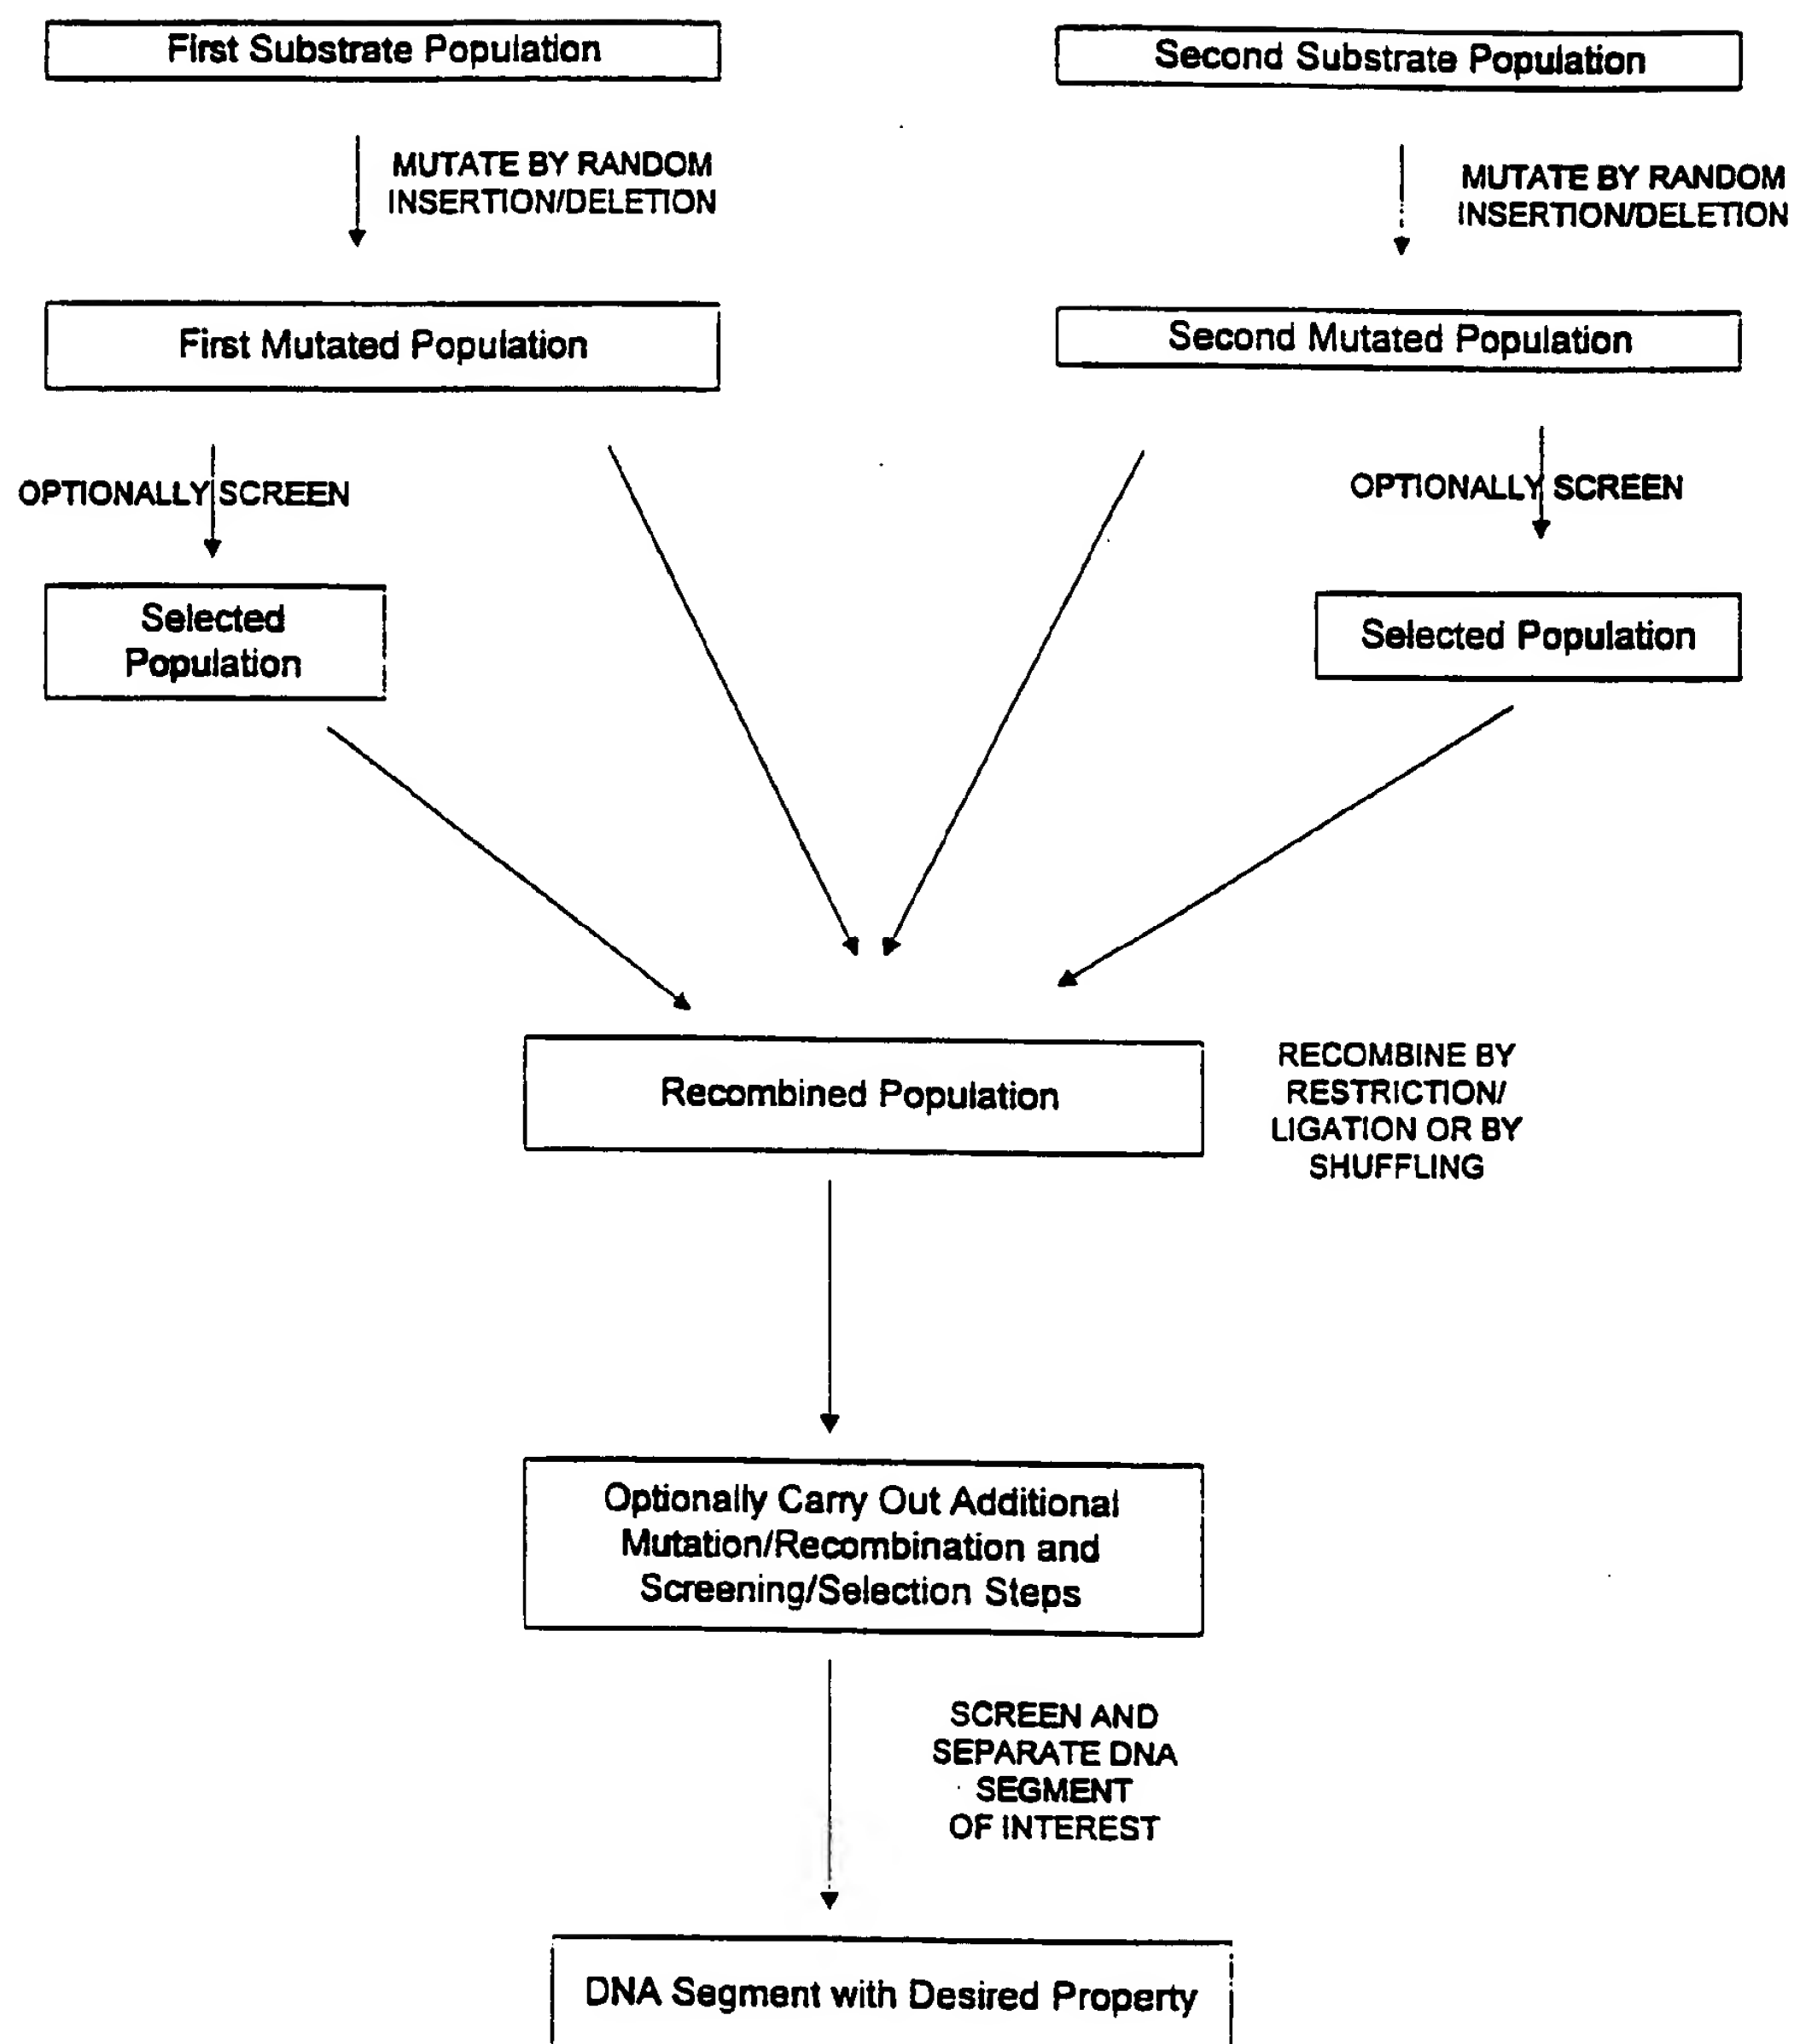 First Substrate Population
Second Substrate Population
MUTATE BY RANDOM
INSERTION/DELETION
MUTATE BY RANDOM
INSERTION/DELETION
First Mutated Population
Second Mutated Population
OPTIONALLY SCREEN
OPTIONALLY SCREEN
Selected
Population
Selected Population
Recombined Population
RECOMBINE BY
RESTRICTION/
LIGATION OR BY
SHUFFLING
Optionally Carry Out Additional
Mutation/Recombination and
Screening/Selection Steps
SCREEN AND
SEPARATE DNA
SEGMENT
OF INTEREST
DNA Segment with Desired Property